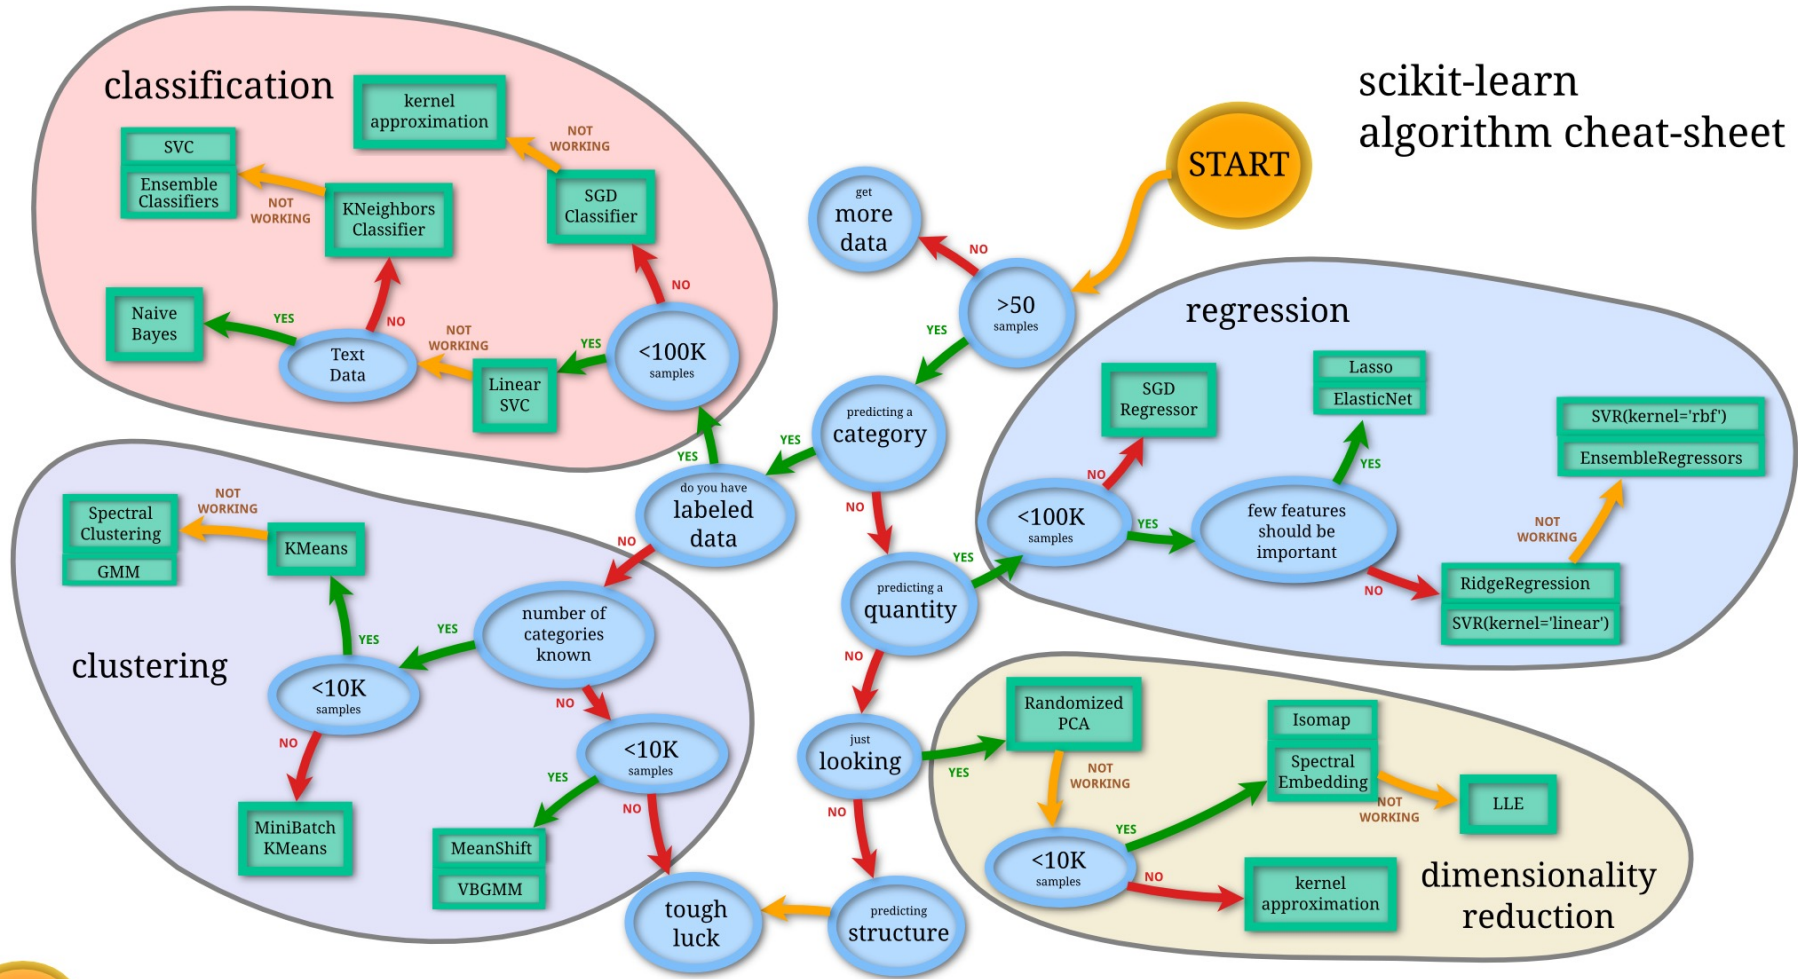 scikit-learn
algorithm cheat-sheet
START
>50
samples
NO
get
more
data
YES
predicting a
category
YES
do you have
labeled
data
YES
classification
<100K
samples
NO
SGD
Classifier
NOT
WORKING
kernel
approximation
YES
Linear
SVC
NOT
WORKING
Text
Data
YES
Naive
Bayes
NO
KNeighbors
Classifier
NOT
WORKING
SVC
Ensemble
Classifiers
NO
clustering
number of
categories
known
YES
<10K
samples
YES
KMeans
NOT
WORKING
Spectral
Clustering
GMM
NO
MiniBatch
KMeans
NO
<10K
samples
YES
MeanShift
VBGMM
NO
tough
luck
NO
predicting a
quantity
YES
regression
<100K
samples
NO
SGD
Regressor
YES
few features
should be
important
YES
Lasso
ElasticNet
NO
RidgeRegression
SVR(kernel='linear')
NOT
WORKING
SVR(kernel='rbf')
EnsembleRegressors
NO
just
looking
YES
Randomized
PCA
NOT
WORKING
<10K
samples
YES
Isomap
Spectral
Embedding
NOT
WORKING
LLE
NO
kernel
approximation
dimensionality
reduction
NO
predicting
structure